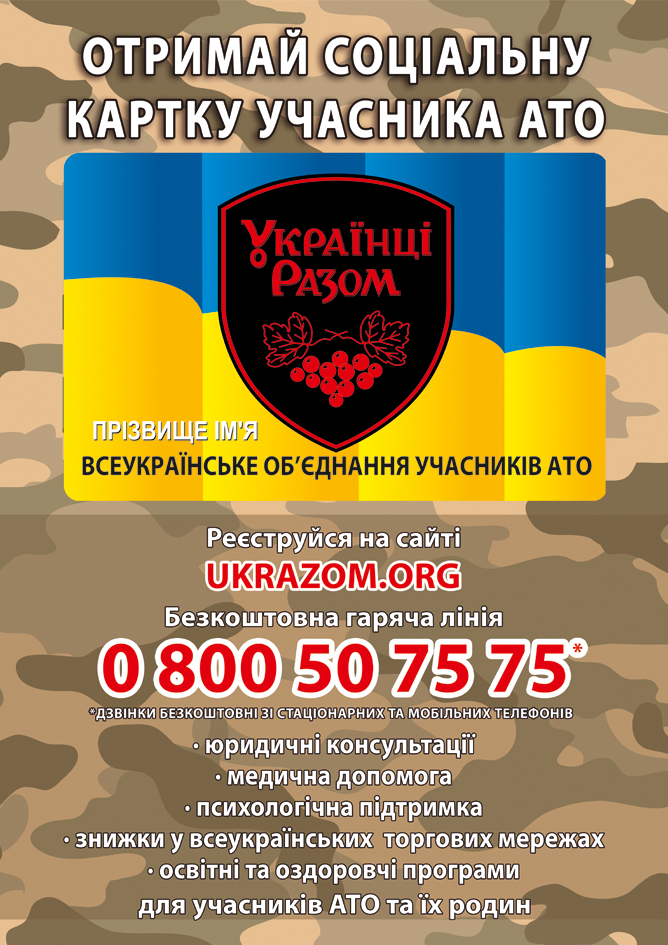 ОТРИМАЙ СОЦІАЛЬНУ
КАРТКУ УЧАСНИКА АТО
УКРАЇНЦІ
РАЗОМ
ПРІЗВИЩЕ ІМ'Я
ВСЕУКРАЇНСЬКЕ ОБ’ЄДНАННЯ УЧАСНИКІВ АТО
Реєструйся на сайті
UKRAZOM.ORG
Безкоштовна гаряча лінія
0 800 50 75 75*
*ДЗВІНКИ БЕЗКОШТОВНІ ЗІ СТАЦІОНАРНИХ ТА МОБІЛЬНИХ ТЕЛЕФОНІВ
· юридичні консультації
· медична допомога
· психологічна підтримка
· знижки у всеукраїнських торгових мережах
· освітні та оздоровчі програми
для учасників АТО та їх родин